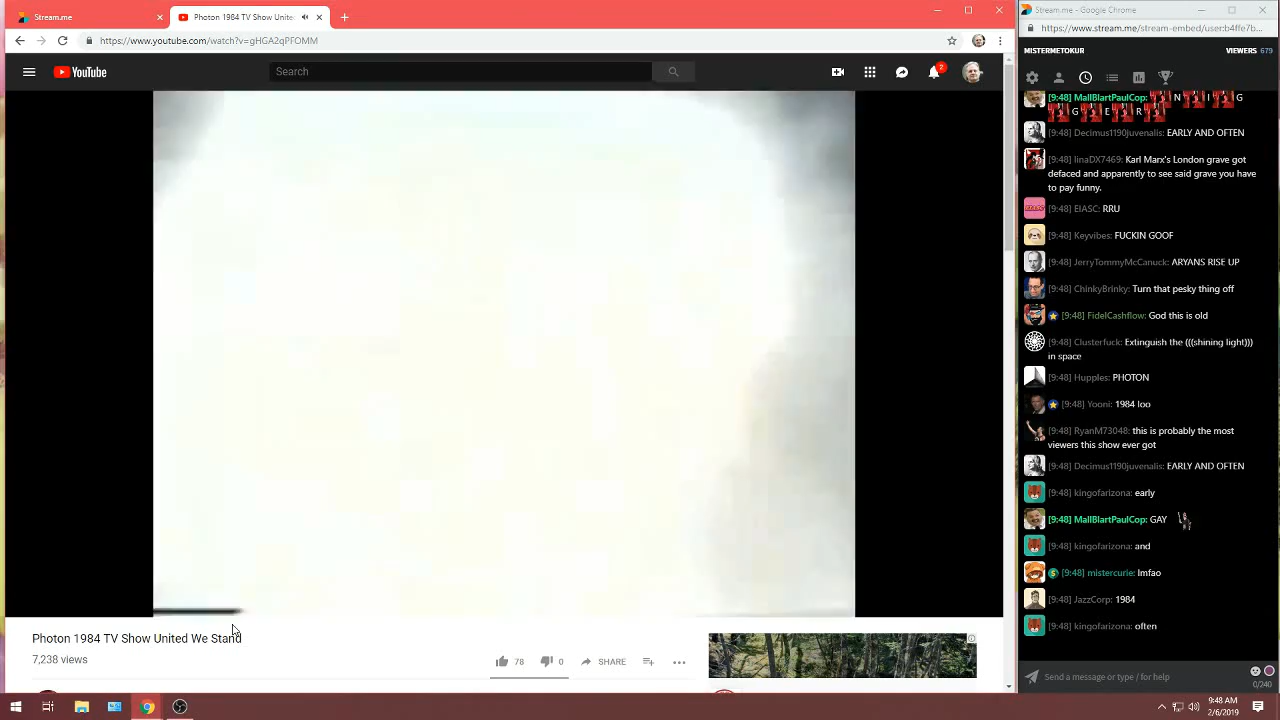 Stream.me
Photon 1984 TV Show Unite
Stream.me - Google Chrome
https://www.youtube.com/watch?v=gHGA2qPFOMM
https://www.stream.me/stream-embed/user:b4ffe7b...
YouTube
Search
2
MISTERMETOKUR
VIEWERS 679
[9:48] MallBlartPaulCop: N I G
G E R
[9:48] Decimus1190juvenalis: EARLY AND OFTEN
[9:48] linaDX7469: Karl Marx's London grave got
defaced and apparently to see said grave you have
to pay funny.
[9:48] EIASC: RRU
[9:48] Keyvibes: FUCKIN GOOF
[9:48] JerryTommyMcCanuck: ARYANS RISE UP
[9:48] ChinkyBrinky: Turn that pesky thing off
[9:48] FidelCashflow: God this is old
[9:48] Clusterfuck: Extinguish the (((shining light)))
in space
[9:48] Hupples: PHOTON
[9:48] Yooni: 1984 loo
[9:48] RyanM73048: this is probably the most
viewers this show ever got
[9:48] Decimus1190juvenalis: EARLY AND OFTEN
[9:48] kingofarizona: early
[9:48] MallBlartPaulCop: GAY
[9:48] kingofarizona: and
[9:48] mistercurie: lmfao
[9:48] JazzCorp: 1984
[9:48] kingofarizona: often
Photon 1984 TV Show United We Stand
7,238 views
78
0
SHARE
Send a message or type / for help
0/240
9:48 AM
2/6/2019